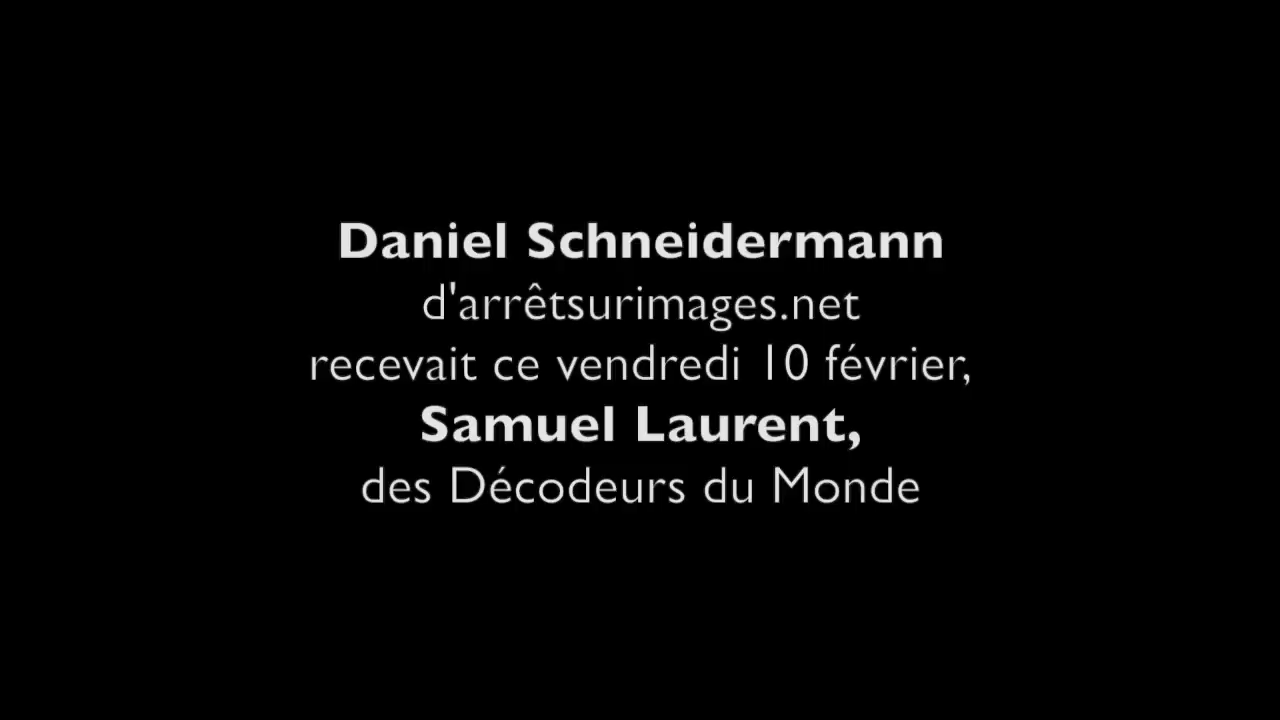 Daniel Schneidermann
d'arrêtsurimages.net
recevait ce vendredi 10 février,
Samuel Laurent,
des Décodeurs du Monde